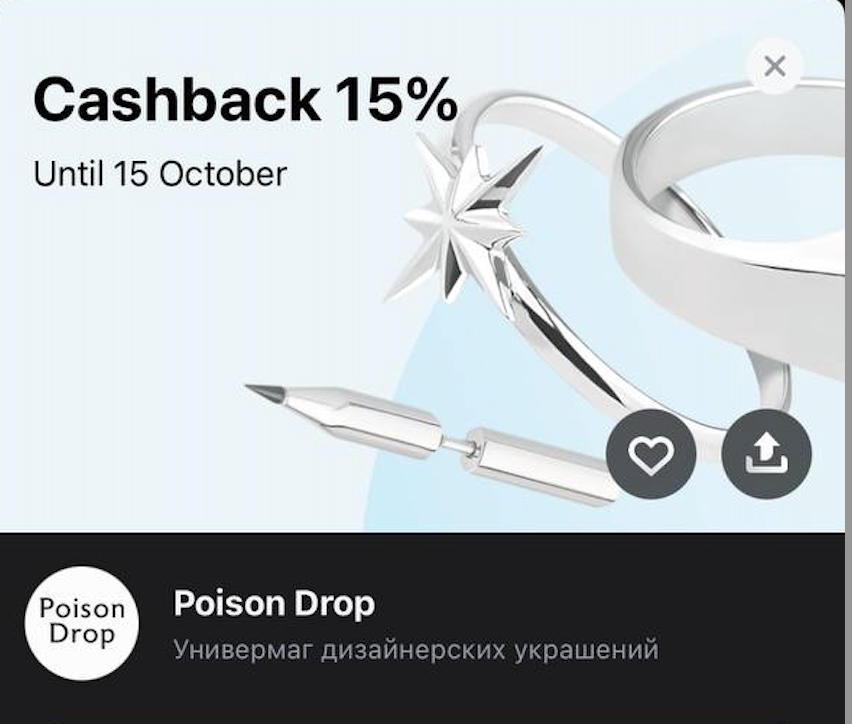 Cashback 15%
Until 15 October
Poison
Drop
Poison Drop
Универмаг дизайнерских украшений